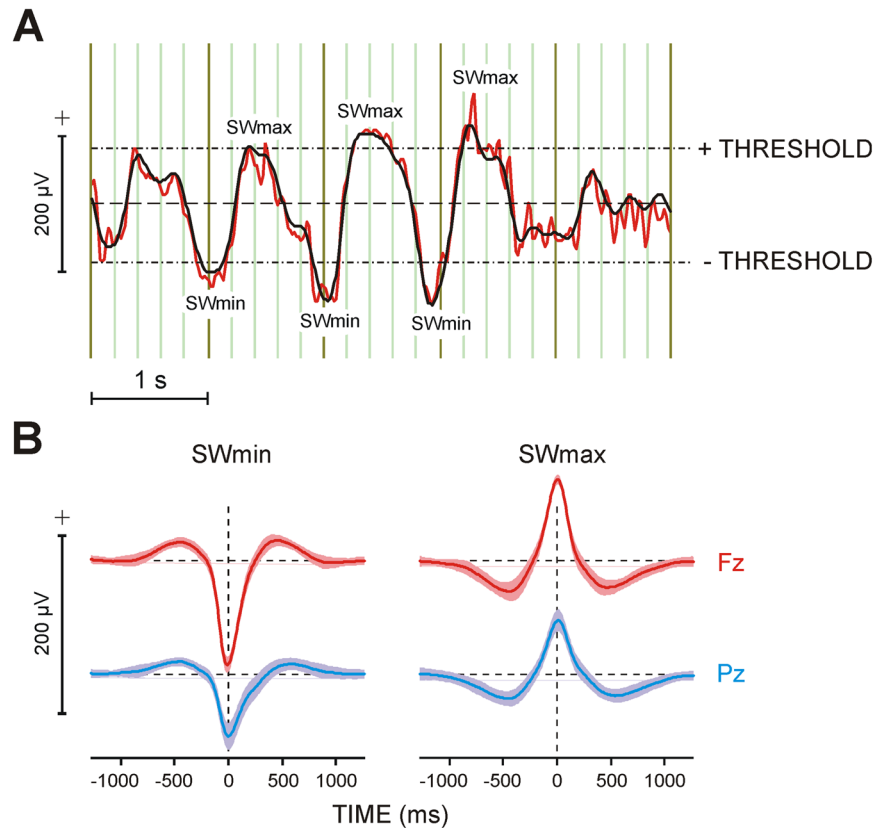 A
+
200 μV
SWmax
SWmax
SWmax
+ THRESHOLD
- THRESHOLD
SWmin
SWmin
SWmin
1 s
B
SWmin
SWmax
+
200 μV
Fz
Pz
-1000 -500 0 500 1000
-1000 -500 0 500 1000
TIME (ms)